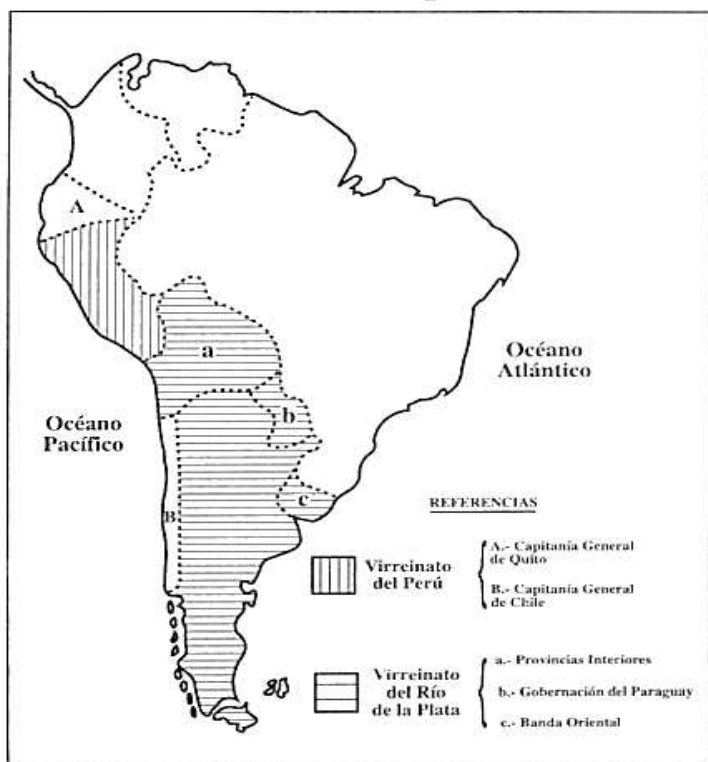 A
a
Océano
Atlántico
b
Océano
Pacífico
c
B
REFERENCIAS
Virreinato
del Perú
A.- Capitanía General
de Quito
B.- Capitanía General
de Chile
Virreinato
del Río
de la Plata
a.- Provincias Interiores
b.- Gobernación del Paraguay
c.- Banda Oriental